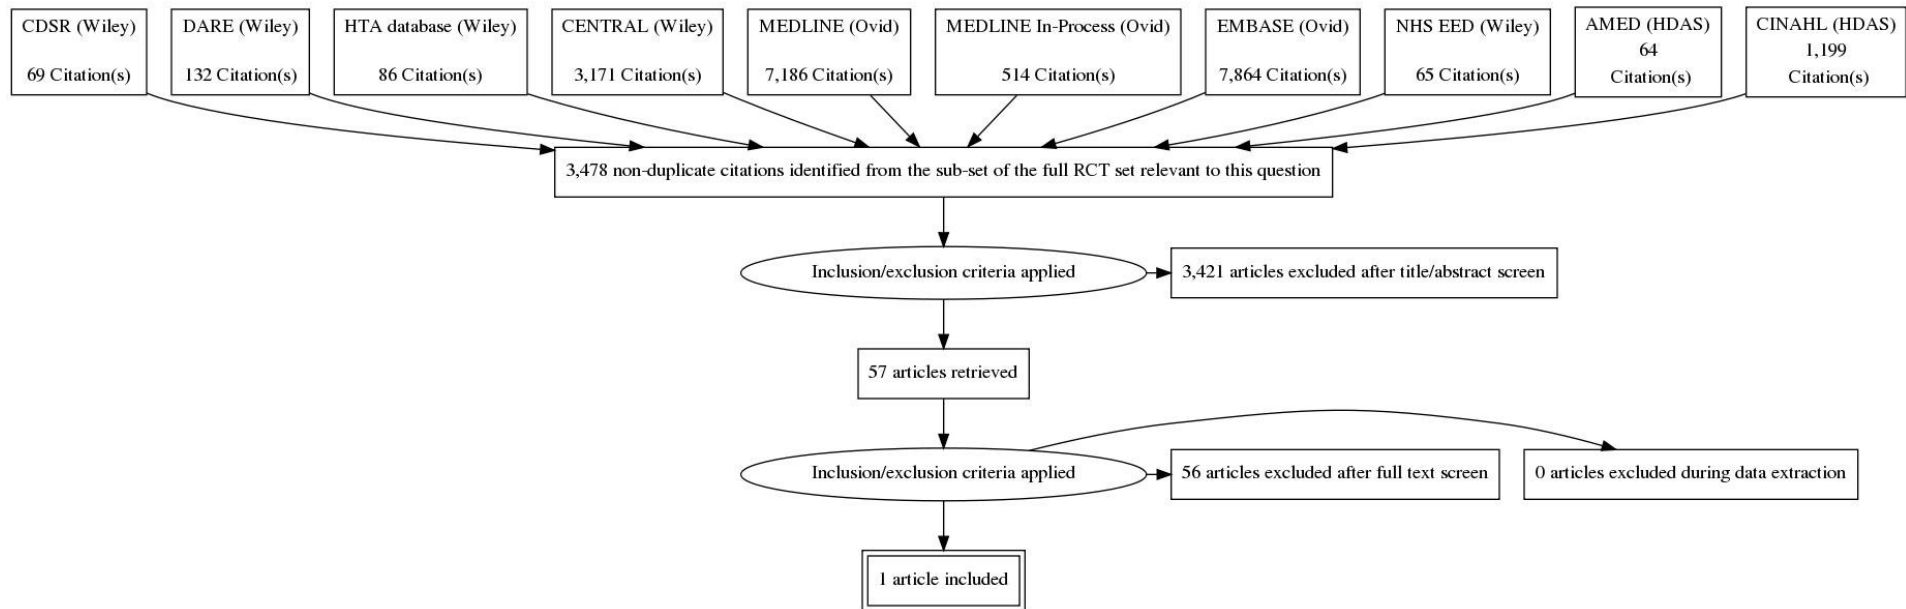 CDSR (Wiley)
69 Citation(s)
DARE (Wiley)
132 Citation(s)
HTA database (Wiley)
86 Citation(s)
CENTRAL (Wiley)
3,171 Citation(s)
MEDLINE (Ovid)
7,186 Citation(s)
MEDLINE In-Process (Ovid)
514 Citation(s)
EMBASE (Ovid)
7,864 Citation(s)
NHS EED (Wiley)
65 Citation(s)
AMED (HDAS)
64
Citation(s)
CINAHL (HDAS)
1,199
Citation(s)
3,478 non-duplicate citations identified from the sub-set of the full RCT set relevant to this question
Inclusion/exclusion criteria applied
3,421 articles excluded after title/abstract screen
57 articles retrieved
Inclusion/exclusion criteria applied
56 articles excluded after full text screen
0 articles excluded during data extraction
1 article included